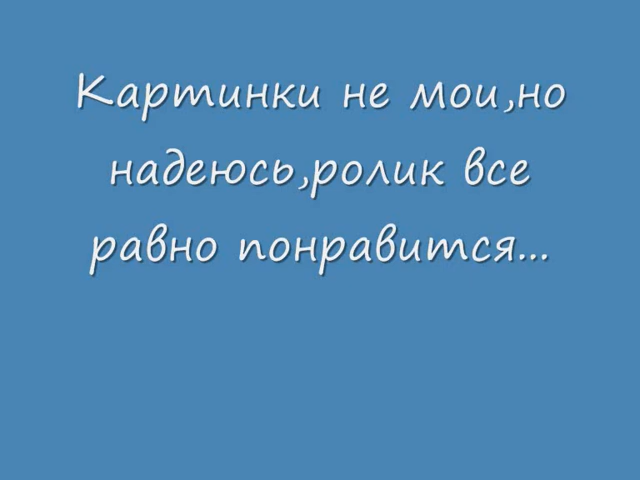 Картинки не мои,но
надеюсь,ролик все
равно понравится...